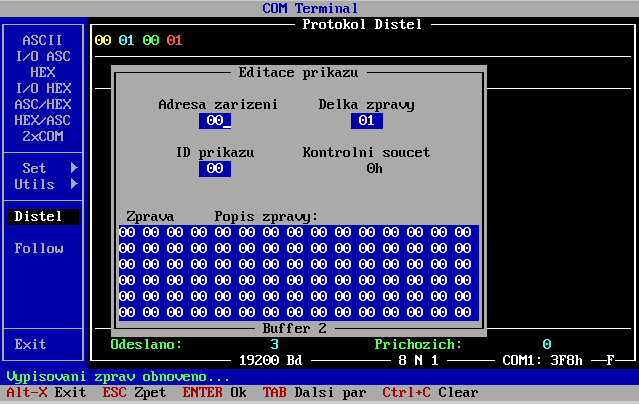 COM Terminal
Protokol Distel
ASCII
I/O ASC
HEX
I/O HEX
ASC/HEX
HEX/ASC
2xCOM
Set
Utils
Distel
Follow
Exit
00 01 00 01
Editace prikazu
Adresa zarizeni Delka zpravy
00_ 01
ID prikazu Kontrolni soucet
00 0h
Zprava Popis zpravy:
00 00 00 00 00 00 00 00 00 00 00 00 00 00 00
00 00 00 00 00 00 00 00 00 00 00 00 00 00 00
00 00 00 00 00 00 00 00 00 00 00 00 00 00 00
00 00 00 00 00 00 00 00 00 00 00 00 00 00 00
00 00 00 00 00 00 00 00 00 00 00 00 00 00 00
00 00 00 00 00 00 00 00 00 00 00 00 00 00 00
Buffer 2
Odeslano: 3 Prichozich: 0
19200 Bd 8 N 1 COM1: 3F8h F
Vypisovani zprav obnoveno...
Alt-X Exit ESC Zpet ENTER Ok TAB Dalsi par Ctrl+C Clear